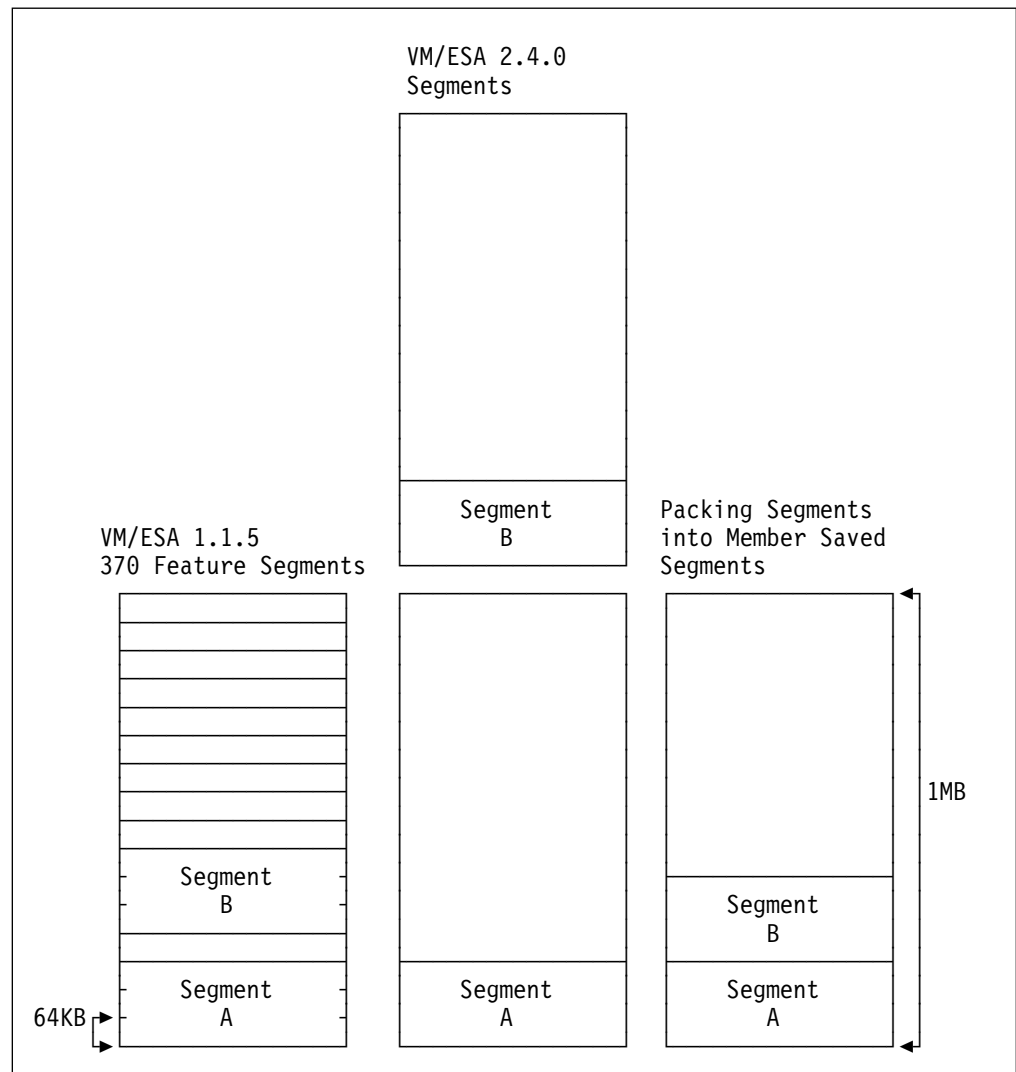 VM/ESA 2.4.0
Segments
Segment
B
VM/ESA 1.1.5
370 Feature Segments
Packing Segments
into Member Saved
Segments
1MB
Segment
B
Segment
B
Segment
A
Segment
A
Segment
A
64KB